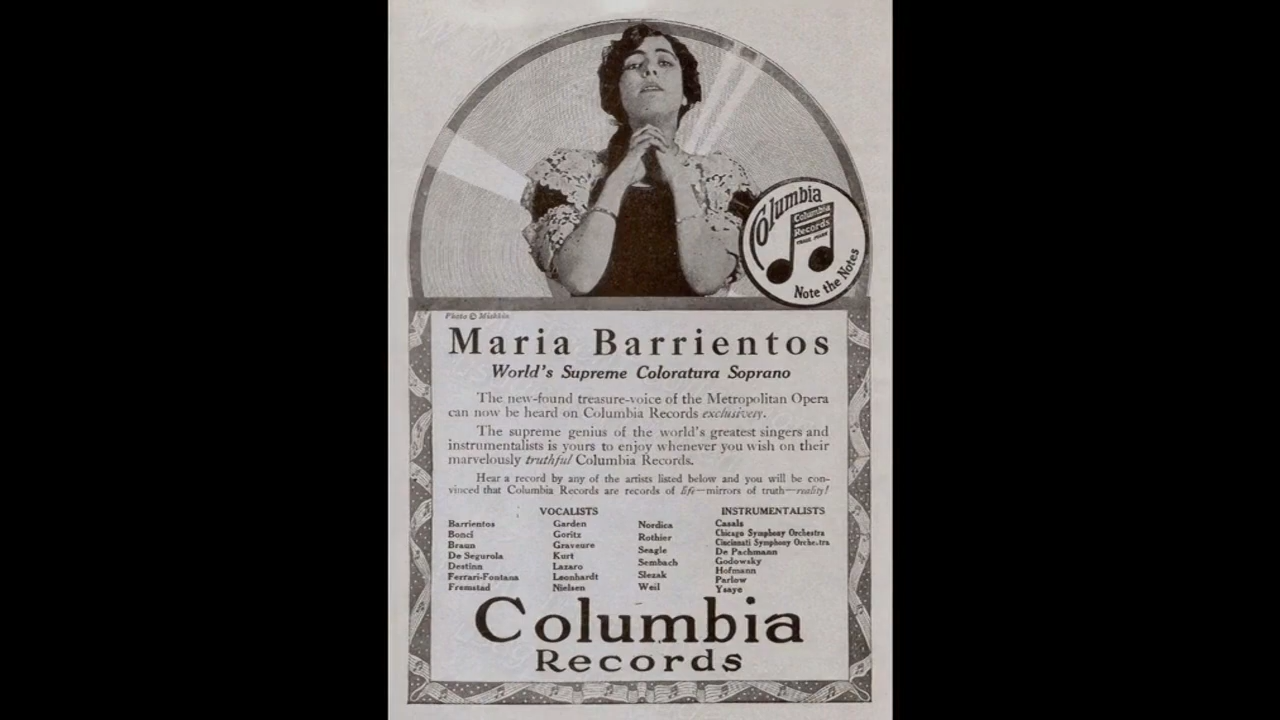 Columbia
Columbia
Records
TRADE MARK
Note the Notes
Photo © Mishkin
Maria Barrientos
World's Supreme Coloratura Soprano
The new-found treasure-voice of the Metropolitan Opera
can now be heard on Columbia Records exclusively.
The supreme genius of the world's greatest singers and
instrumentalists is yours to enjoy whenever you wish on their
marvelously truthful Columbia Records.
Hear a record by any of the artists listed below and you will be con-
vinced that Columbia Records are records of life—mirrors of truth—reality!
VOCALISTS
Barrientos
Bonci
Braun
De Segurola
Destinn
Ferrari-Fontana
Fremstad
Garden
Goritz
Graveure
Kurt
Lazaro
Leonhardt
Nielsen
Nordica
Rothier
Seagle
Sembach
Slezak
Weil
INSTRUMENTALISTS
Casals
Chicago Symphony Orchestra
Cincinnati Symphony Orchestra
De Pachmann
Godowsky
Hofmann
Parlow
Ysaye
Columbia
Records